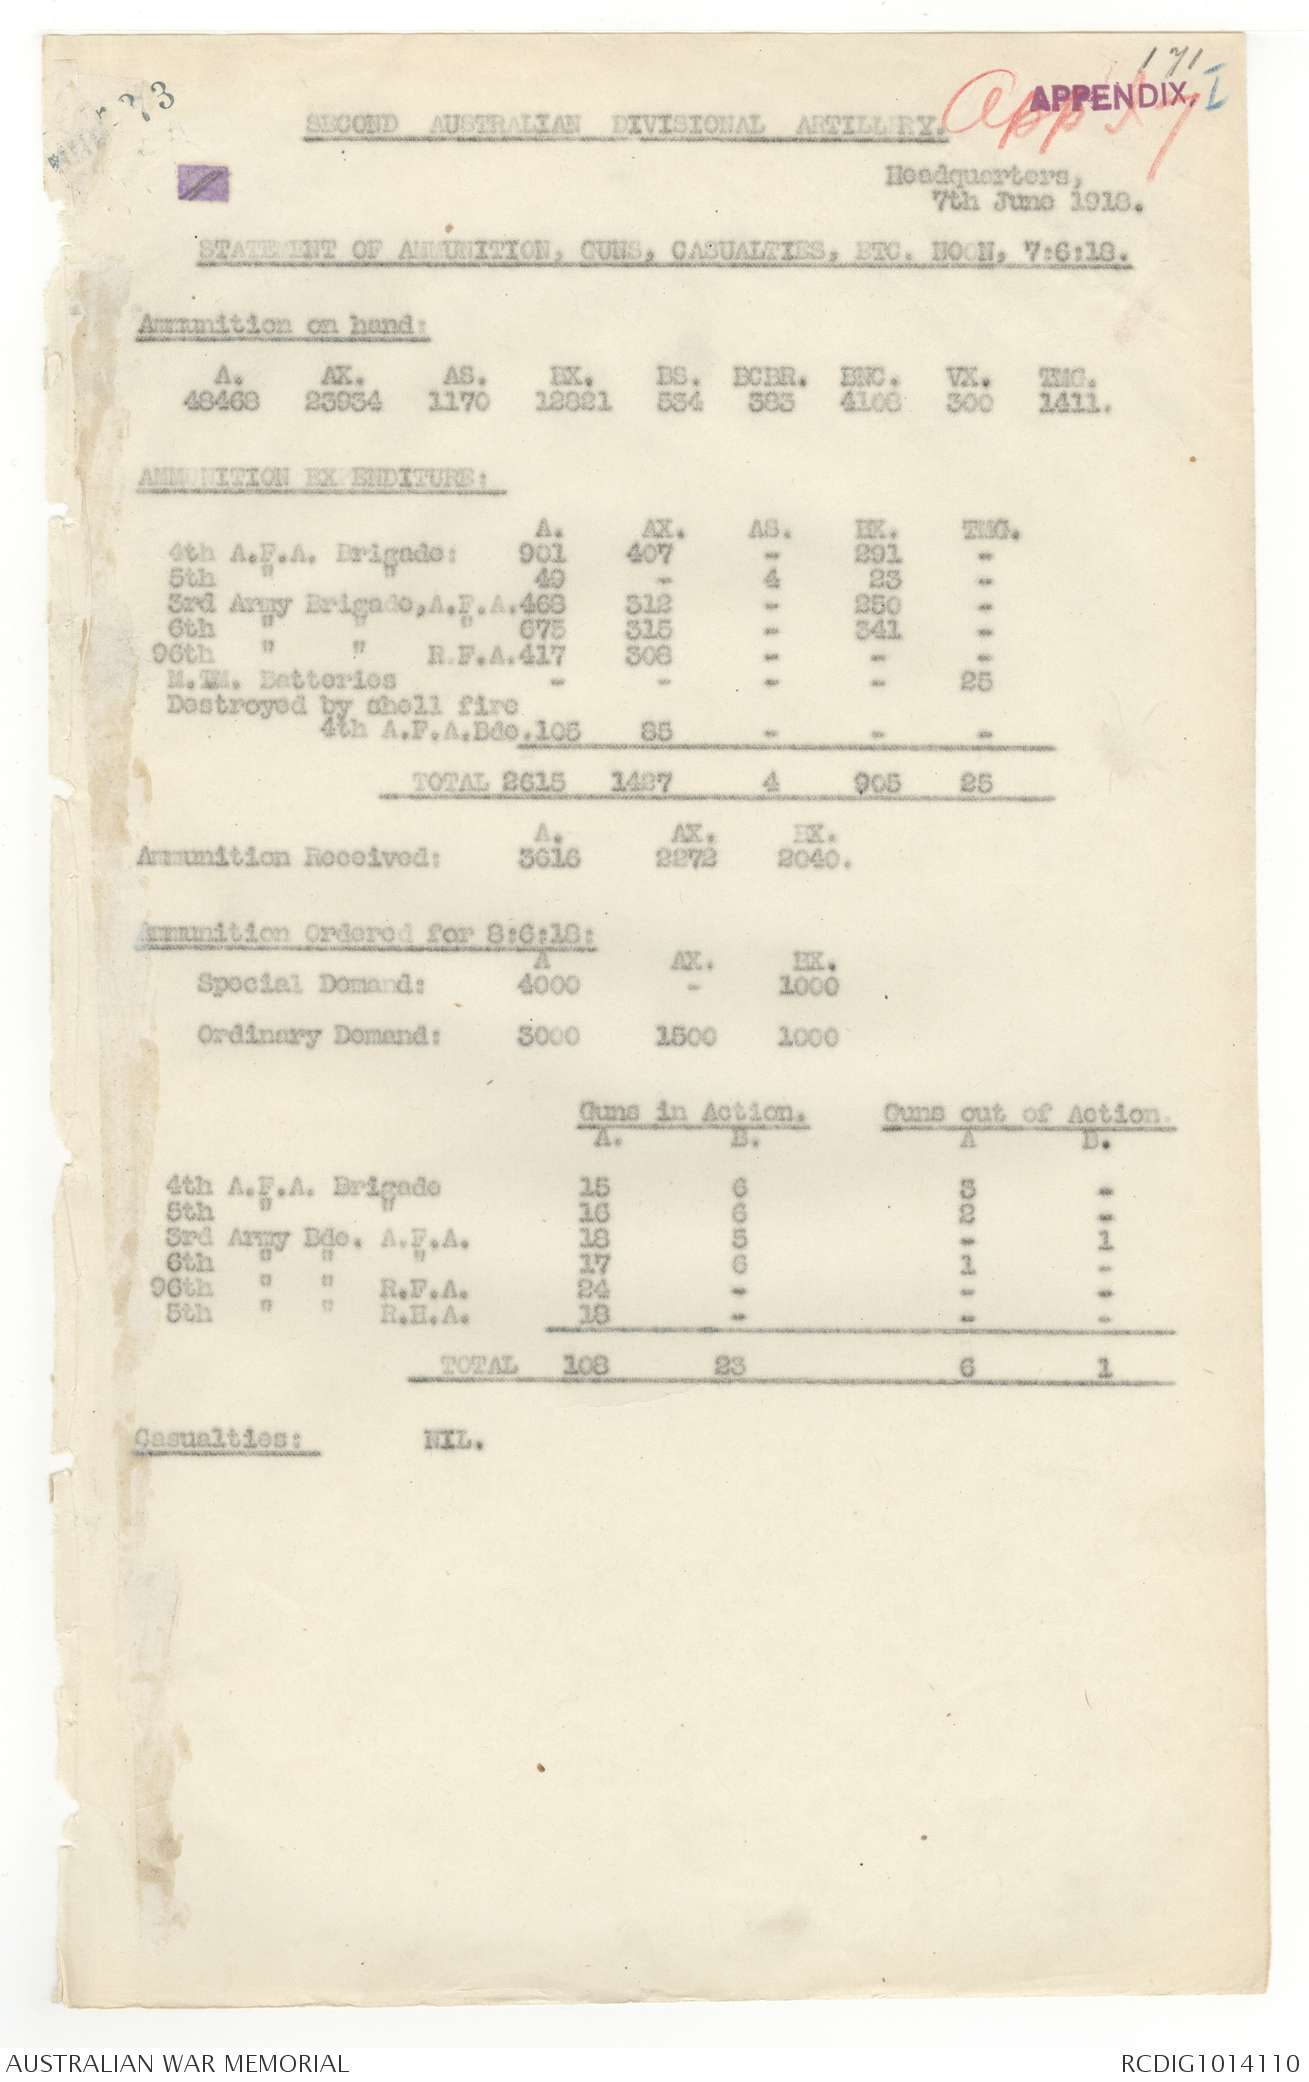 171
APPENDIX, I
App X
SECOND AUSTRALIAN DIVISIONAL ARTILLERY.
Headquarters,
7th June 1918.
STATEMENT OF AMMUNITION, GUNS, CASUALTIES, ETC. NOON, 7:6:18.
Ammunition on hand:
A. AX. AS. BX. BS. BCBR. BNC. VX. TMG.
48468 23934 1170 12821 534 383 4108 300 1411.
AMMUNITION EXPENDITURE:
A. AX. AS. BX. TMG.
4th A.F.A. Brigade: 901 407 - 291 -
5th " " 49 - 4 23 -
3rd Army Brigade,A.F.A.468 312 - 250 -
6th " " " 675 315 - 341 -
96th " " R.F.A.417 308 - - -
M.TM. Batteries - - - - 25
Destroyed by shell fire
4th A.F.A.Bde.105 85 - - -
TOTAL 2615 1427 4 905 25
A. AX. BX.
Ammunition Received: 3616 2272 2040.
Ammunition Ordered for 8:6:18:
A AX. BX.
Special Demand: 4000 - 1000
Ordinary Demand: 3000 1500 1000
Guns in Action. Guns out of Action.
A. B. A B.
4th A.F.A. Brigade 15 6 3 -
5th " " 16 6 2 -
3rd Army Bde. A.F.A. 18 5 - 1
6th " " " 17 6 1 -
96th " " R.F.A. 24 - - -
5th " " R.H.A. 18 - - -
TOTAL 108 23 6 1
Casualties: NIL.
AUSTRALIAN WAR MEMORIAL
RCDIG1014110